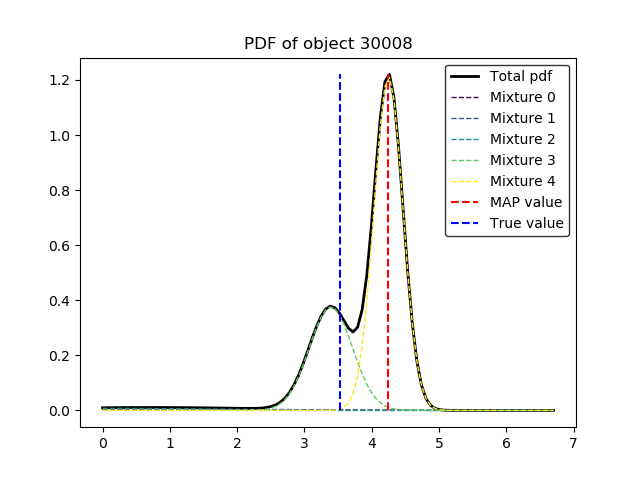 PDF of object 30008
Total pdf
Mixture 0
Mixture 1
Mixture 2
Mixture 3
Mixture 4
MAP value
True value
1.2
1.0
0.8
0.6
0.4
0.2
0.0
0 1 2 3 4 5 6 7